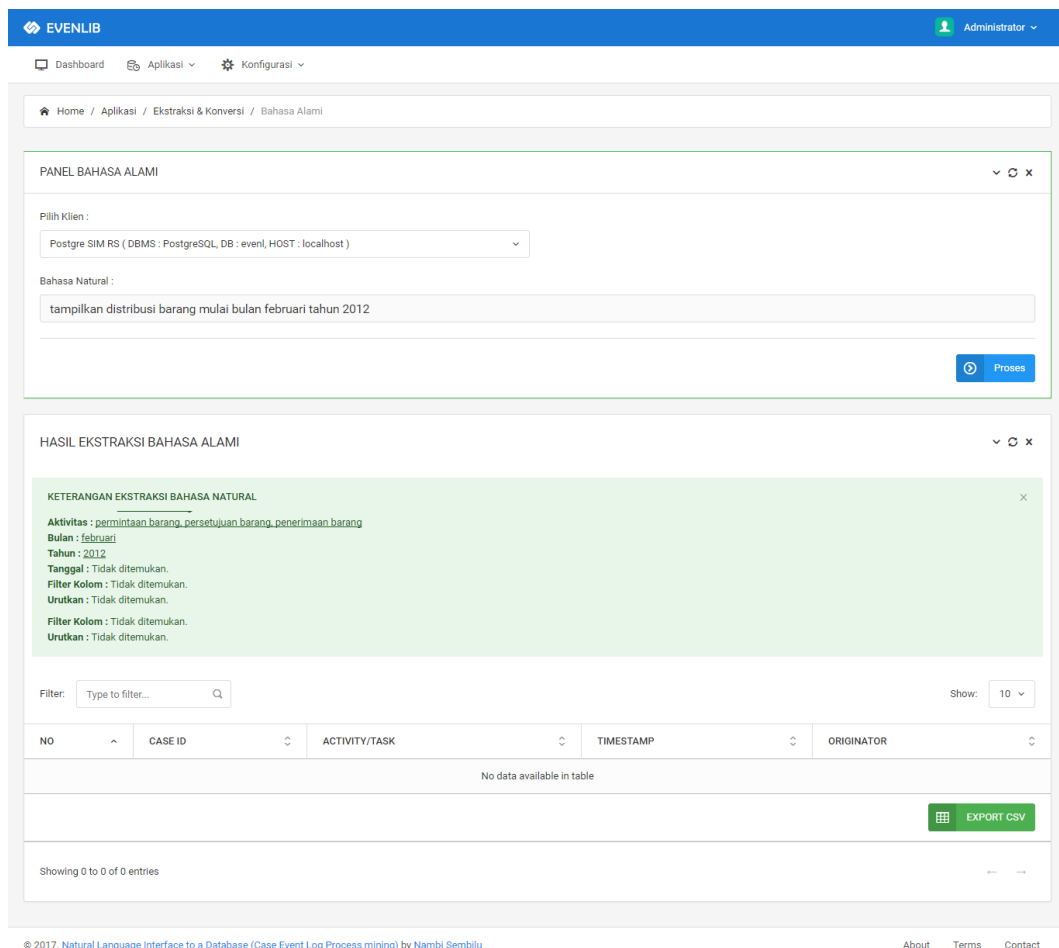 EVENLIB
Administrator
Dashboard Aplikasi Konfigurasi
Home / Aplikasi / Ekstraksi & Konversi / Bahasa Alami
PANEL BAHASA ALAMI
Pilih Klien :
Postgre SIM RS ( DBMS : PostgreSQL, DB : evenl, HOST : localhost )
Bahasa Natural :
tampilkan distribusi barang mulai bulan februari tahun 2012
Proses
HASIL EKSTRAKSI BAHASA ALAMI
KETERANGAN EKSTRAKSI BAHASA NATURAL
Aktivitas : permintaan barang, persetujuan barang, penerimaan barang
Bulan : februari
Tahun : 2012
Tanggal : Tidak ditemukan.
Filter Kolom : Tidak ditemukan.
Urutkan : Tidak ditemukan.
Filter Kolom : Tidak ditemukan.
Urutkan : Tidak ditemukan.
Filter: Type to filter... Show: 10
NO CASE ID ACTIVITY/TASK TIMESTAMP ORIGINATOR
No data available in table
EXPORT CSV
Showing 0 to 0 of 0 entries
© 2017. Natural Language Interface to a Database (Case Event Log Process mining) by Nambi Sembilu About Terms Contact